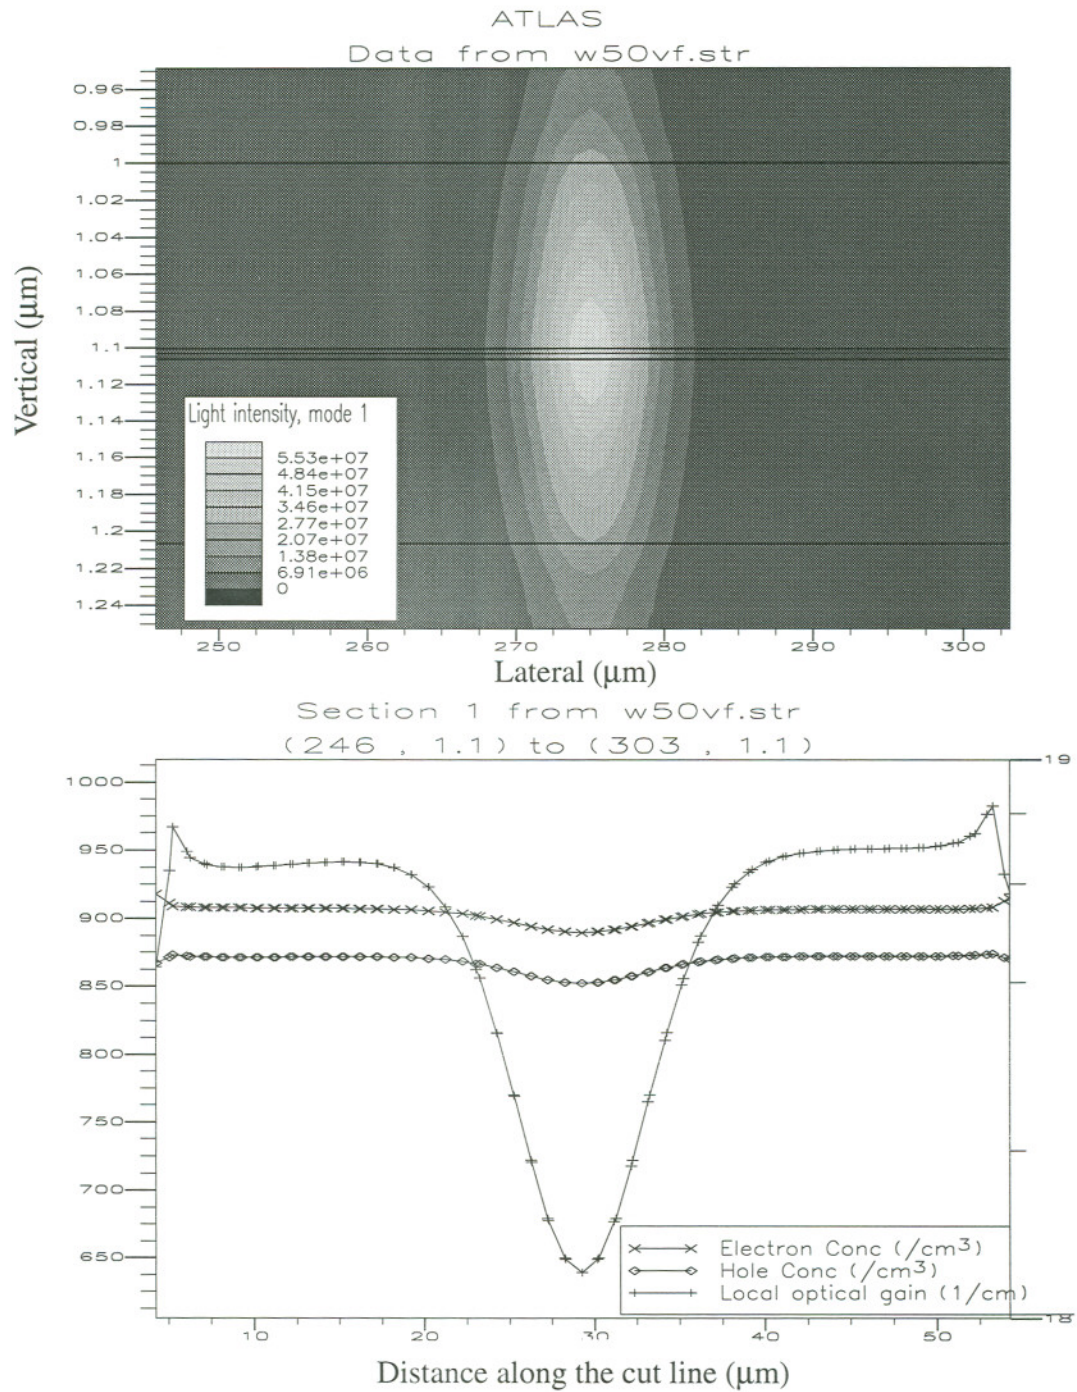 ATLAS
Data from w50vf.str
0.96
0.98
1
1.02
1.04
1.06
1.08
1.1
1.12
1.14
1.16
1.18
1.2
1.22
1.24
Vertical (μm)
Light intensity, mode 1
5.53e+07
4.84e+07
4.15e+07
3.46e+07
2.77e+07
2.07e+07
1.38e+07
6.91e+06
0
250 260 270 280 290 300
Lateral (μm)
Section 1 from w50vf.str
(246 , 1.1) to (303 , 1.1)
1000
950
900
850
800
750
700
650
19
18
Electron Conc (/cm3)
Hole Conc (/cm3)
Local optical gain (1/cm)
10 20 30 40 50
Distance along the cut line (μm)